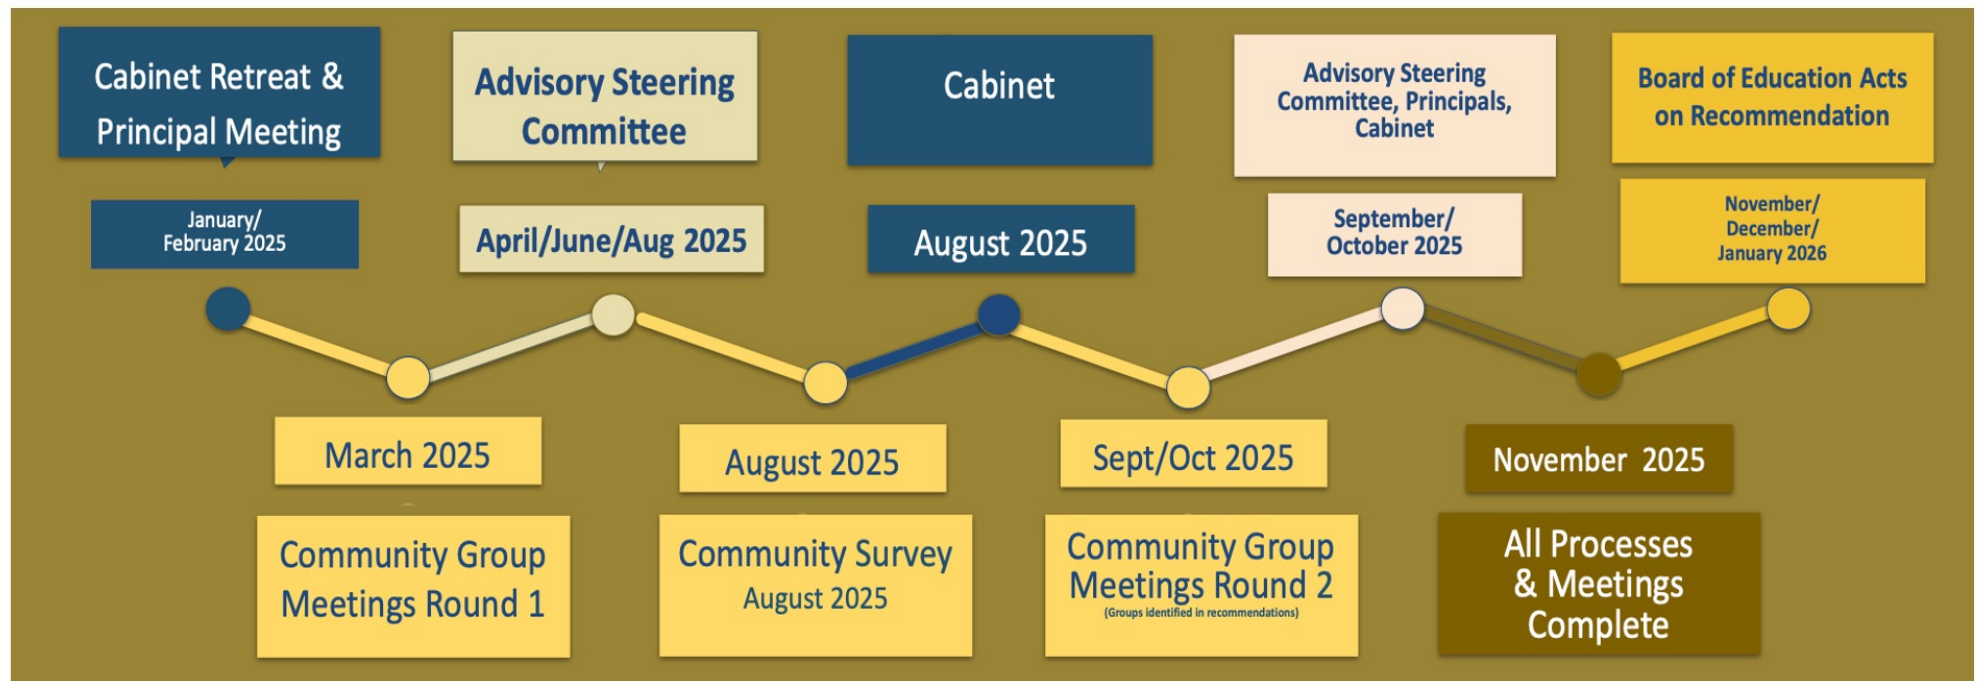 Cabinet Retreat &
Principal Meeting
January/
February 2025
March 2025
Community Group
Meetings Round 1
Advisory Steering
Committee
April/June/Aug 2025
August 2025
Community Survey
August 2025
Cabinet
August 2025
Sept/Oct 2025
Community Group
Meetings Round 2
(Groups identified in recommendations)
Advisory Steering
Committee, Principals,
Cabinet
September/
October 2025
November 2025
All Processes
& Meetings
Complete
Board of Education Acts
on Recommendation
November/
December/
January 2026